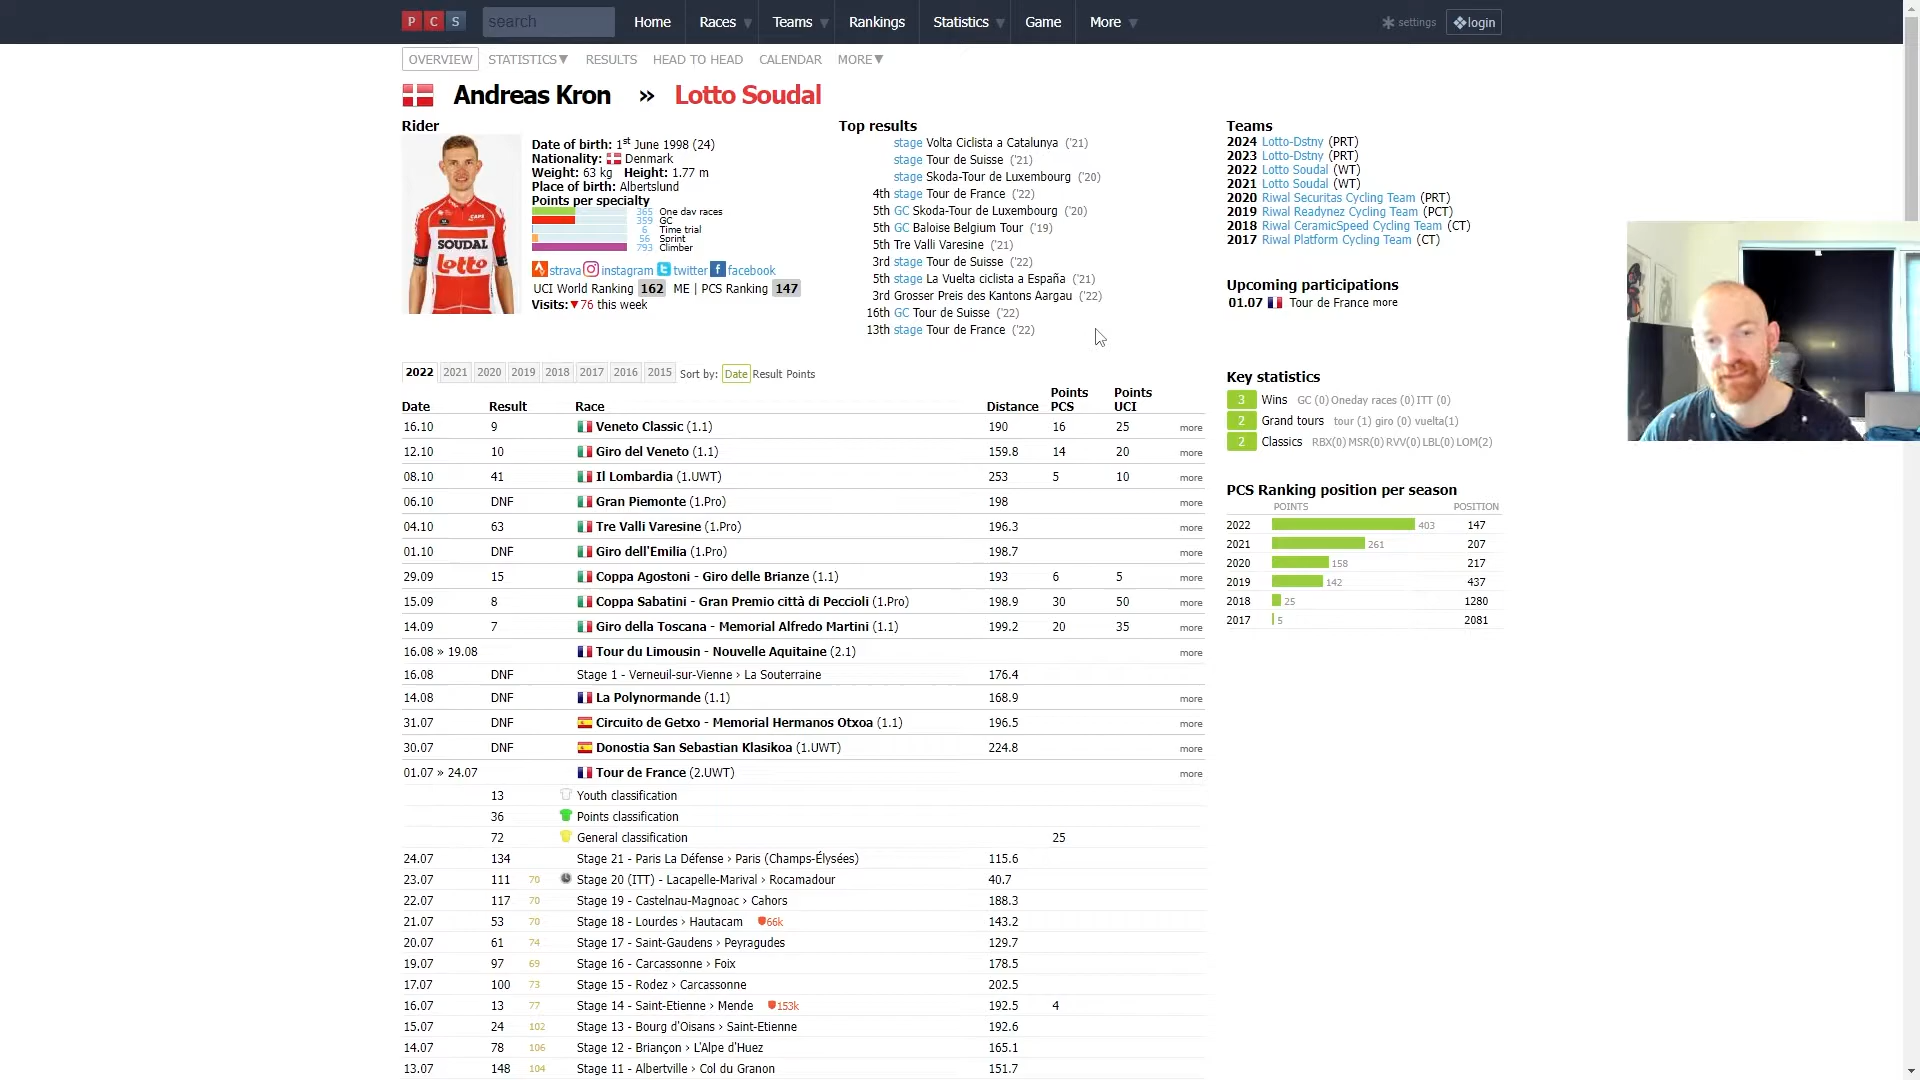 P C S search Home Races Teams Rankings Statistics Game More settings login
OVERVIEW STATISTICS RESULTS HEAD TO HEAD CALENDAR MORE
Andreas Kron » Lotto Soudal
Rider
Date of birth: 1st June 1998 (24)
Nationality: Denmark
Weight: 63 kg Height: 1.77 m
Place of birth: Albertslund
Points per specialty
365 One day races
359 GC
6 Time trial
56 Sprint
793 Climber
strava instagram twitter facebook
UCI World Ranking 162 ME | PCS Ranking 147
Visits: ▼76 this week
SOUDAL
Lotto
Top results
stage Volta Ciclista a Catalunya ('21)
stage Tour de Suisse ('21)
stage Skoda-Tour de Luxembourg ('20)
4th stage Tour de France ('22)
5th GC Skoda-Tour de Luxembourg ('20)
5th GC Baloise Belgium Tour ('19)
5th Tre Valli Varesine ('21)
3rd stage Tour de Suisse ('22)
5th stage La Vuelta ciclista a España ('21)
3rd Grosser Preis des Kantons Aargau ('22)
16th GC Tour de Suisse ('22)
13th stage Tour de France ('22)
Teams
2024 Lotto-Dstny (PRT)
2023 Lotto-Dstny (PRT)
2022 Lotto Soudal (WT)
2021 Lotto Soudal (WT)
2020 Riwal Securitas Cycling Team (PRT)
2019 Riwal Readynez Cycling Team (PCT)
2018 Riwal CeramicSpeed Cycling Team (CT)
2017 Riwal Platform Cycling Team (CT)
Upcoming participations
01.07 Tour de France more
Key statistics
3 Wins GC (0) Oneday races (0) ITT (0)
2 Grand tours tour (1) giro (0) vuelta(1)
2 Classics RBX(0) MSR(0) RVV(0) LBL(0) LOM(2)
PCS Ranking position per season
POINTS POSITION
2022 403 147
2021 261 207
2020 158 217
2019 142 437
2018 25 1280
2017 5 2081
2022 2021 2020 2019 2018 2017 2016 2015 Sort by: Date Result Points
Date Result Race Distance Points PCS Points UCI
16.10 9 Veneto Classic (1.1) 190 16 25 more
12.10 10 Giro del Veneto (1.1) 159.8 14 20 more
08.10 41 Il Lombardia (1.UWT) 253 5 10 more
06.10 DNF Gran Piemonte (1.Pro) 198 more
04.10 63 Tre Valli Varesine (1.Pro) 196.3 more
01.10 DNF Giro dell'Emilia (1.Pro) 198.7 more
29.09 15 Coppa Agostoni - Giro delle Brianze (1.1) 193 6 5 more
15.09 8 Coppa Sabatini - Gran Premio città di Peccioli (1.Pro) 198.9 30 50 more
14.09 7 Giro della Toscana - Memorial Alfredo Martini (1.1) 199.2 20 35 more
16.08 » 19.08 Tour du Limousin - Nouvelle Aquitaine (2.1) more
16.08 DNF Stage 1 - Verneuil-sur-Vienne › La Souterraine 176.4
14.08 DNF La Polynormande (1.1) 168.9 more
31.07 DNF Circuito de Getxo - Memorial Hermanos Otxoa (1.1) 196.5 more
30.07 DNF Donostia San Sebastian Klasikoa (1.UWT) 224.8 more
01.07 » 24.07 Tour de France (2.UWT) more
13 Youth classification
36 Points classification
72 General classification 25
24.07 134 Stage 21 - Paris La Défense › Paris (Champs-Élysées) 115.6
23.07 111 70 Stage 20 (ITT) - Lacapelle-Marival › Rocamadour 40.7
22.07 117 70 Stage 19 - Castelnau-Magnoac › Cahors 188.3
21.07 53 70 Stage 18 - Lourdes › Hautacam 66k 143.2
20.07 61 74 Stage 17 - Saint-Gaudens › Peyragudes 129.7
19.07 97 69 Stage 16 - Carcassonne › Foix 178.5
17.07 100 73 Stage 15 - Rodez › Carcassonne 202.5
16.07 13 77 Stage 14 - Saint-Etienne › Mende 153k 192.5 4
15.07 24 102 Stage 13 - Bourg d'Oisans › Saint-Etienne 192.6
14.07 78 106 Stage 12 - Briançon › L'Alpe d'Huez 165.1
13.07 148 104 Stage 11 - Albertville › Col du Granon 151.7